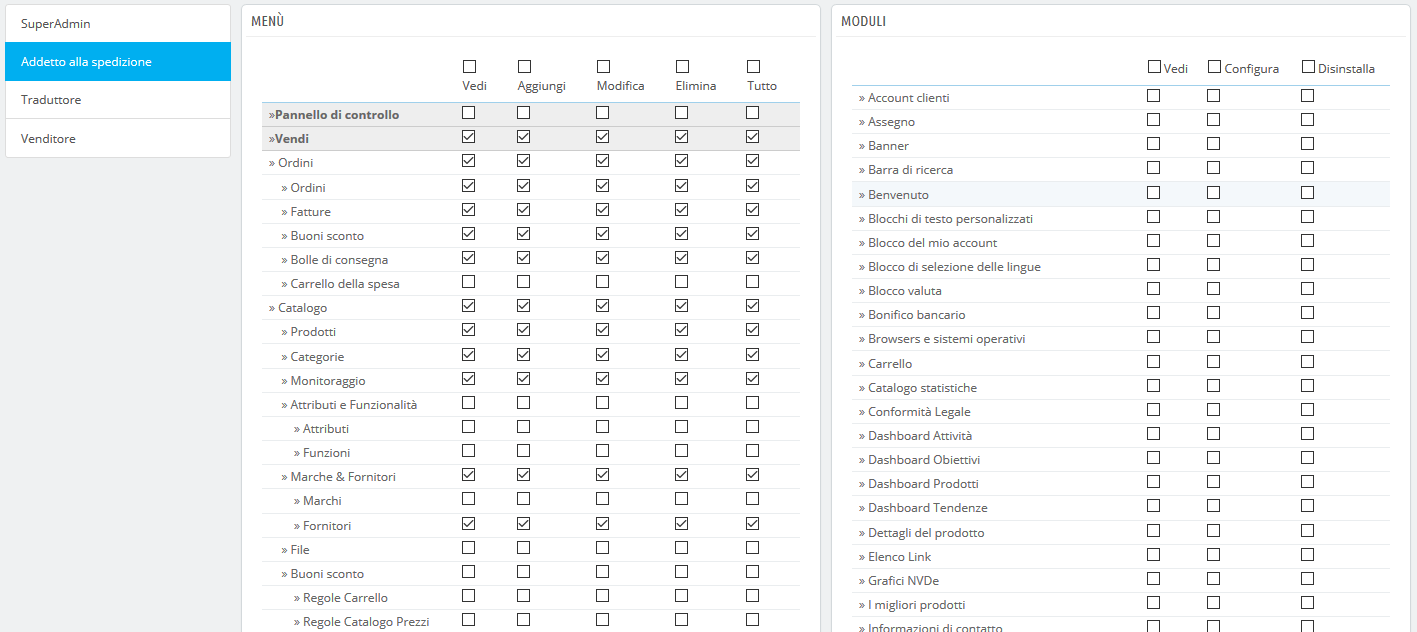 SuperAdmin
Addetto alla spedizione
Traduttore
Venditore
MENÙ
Vedi Aggiungi Modifica Elimina Tutto
»Pannello di controllo
»Vendi
» Ordini
» Ordini
» Fatture
» Buoni sconto
» Bolle di consegna
» Carrello della spesa
» Catalogo
» Prodotti
» Categorie
» Monitoraggio
» Attributi e Funzionalità
» Attributi
» Funzioni
» Marche & Fornitori
» Marchi
» Fornitori
» File
» Buoni sconto
» Regole Carrello
» Regole Catalogo Prezzi
MODULI
Vedi Configura Disinstalla
» Account clienti
» Assegno
» Banner
» Barra di ricerca
» Benvenuto
» Blocchi di testo personalizzati
» Blocco del mio account
» Blocco di selezione delle lingue
» Blocco valuta
» Bonifico bancario
» Browsers e sistemi operativi
» Carrello
» Catalogo statistiche
» Conformità Legale
» Dashboard Attività
» Dashboard Obiettivi
» Dashboard Prodotti
» Dashboard Tendenze
» Dettagli del prodotto
» Elenco Link
» Grafici NVDe
» I migliori prodotti
» Informazioni di contatto